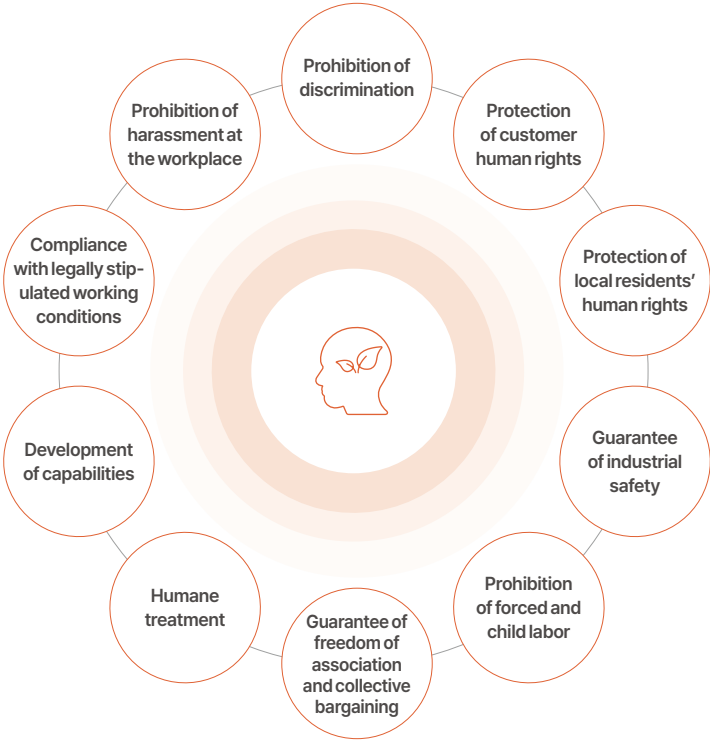 Prohibition of
discrimination
Protection
of customer
human rights
Protection of
local residents’
human rights
Guarantee
of industrial
safety
Prohibition
of forced and
child labor
Guarantee of
freedom of
association
and collective
bargaining
Humane
treatment
Development
of capabilities
Compliance
with legally stip-
ulated working
conditions
Prohibition of
harassment at
the workplace